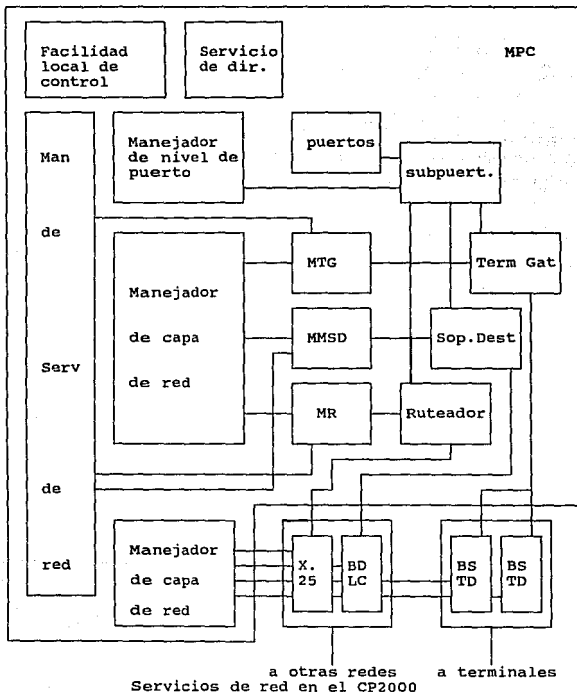 Facilidad
local de
control
Servicio
de dir.
MPC
Man
de
Serv
de
red
Manejador
de nivel de
puerto
puertos
subpuert.
Manejador
de capa
de red
MTG
Term Gat
MMSD
Sop.Dest
MR
Ruteador
Manejador
de capa
de red
X.
25
BD
LC
BS
TD
BS
TD
a otras redes
a terminales
Servicios de red en el CP2000